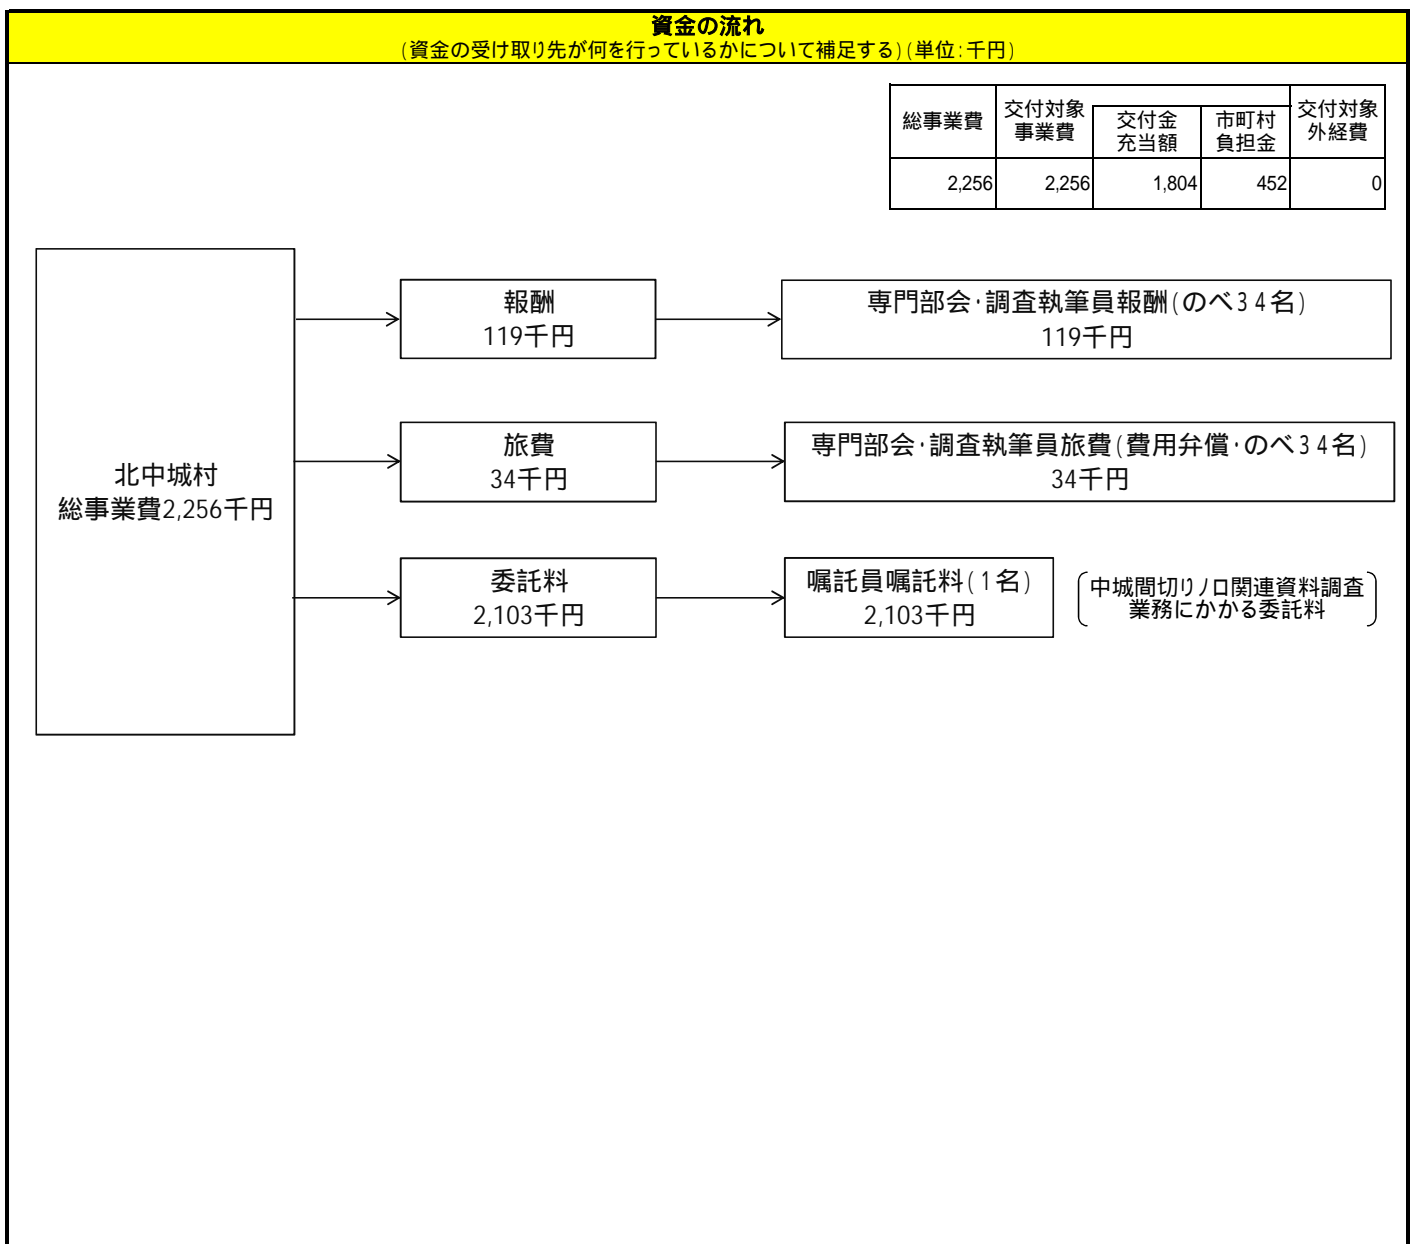 資金の流れ
(資金の受け取り先が何を行っているかについて補足する)(単位:千円)
総事業費
交付対象
事業費
交付金
充当額
市町村
負担金
交付対象
外経費
2,256
2,256
1,804
452
0
北中城村
総事業費2,256千円
報酬
119千円
専門部会・調査執筆員報酬(のべ34名)
119千円
旅費
34千円
専門部会・調査執筆員旅費(費用弁償・のべ34名)
34千円
委託料
2,103千円
嘱託員嘱託料(1名)
2,103千円
中城間切りノロ関連資料調査
業務にかかる委託料